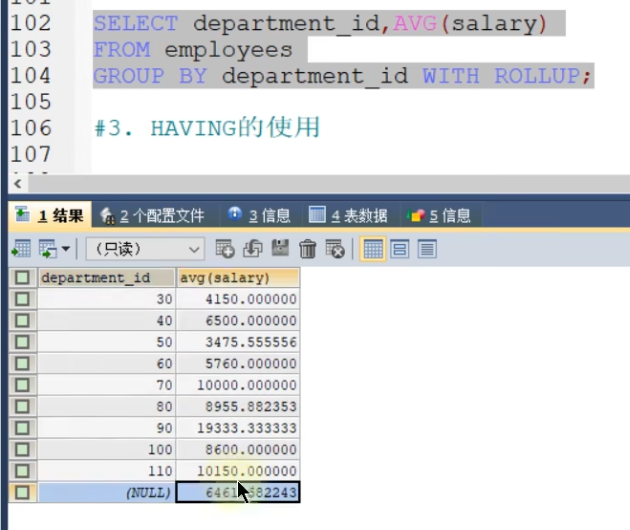 102 SELECT department_id,AVG(salary)
103 FROM employees
104 GROUP BY department_id WITH ROLLUP;
105
106 #3. HAVING的使用
107
1 结果 2 个配置文件 3 信息 4 表数据 5 信息
（只读）
department_id avg(salary)
30 4150.000000
40 6500.000000
50 3475.555556
60 5760.000000
70 10000.000000
80 8955.882353
90 19333.333333
100 8600.000000
110 10150.000000
(NULL)